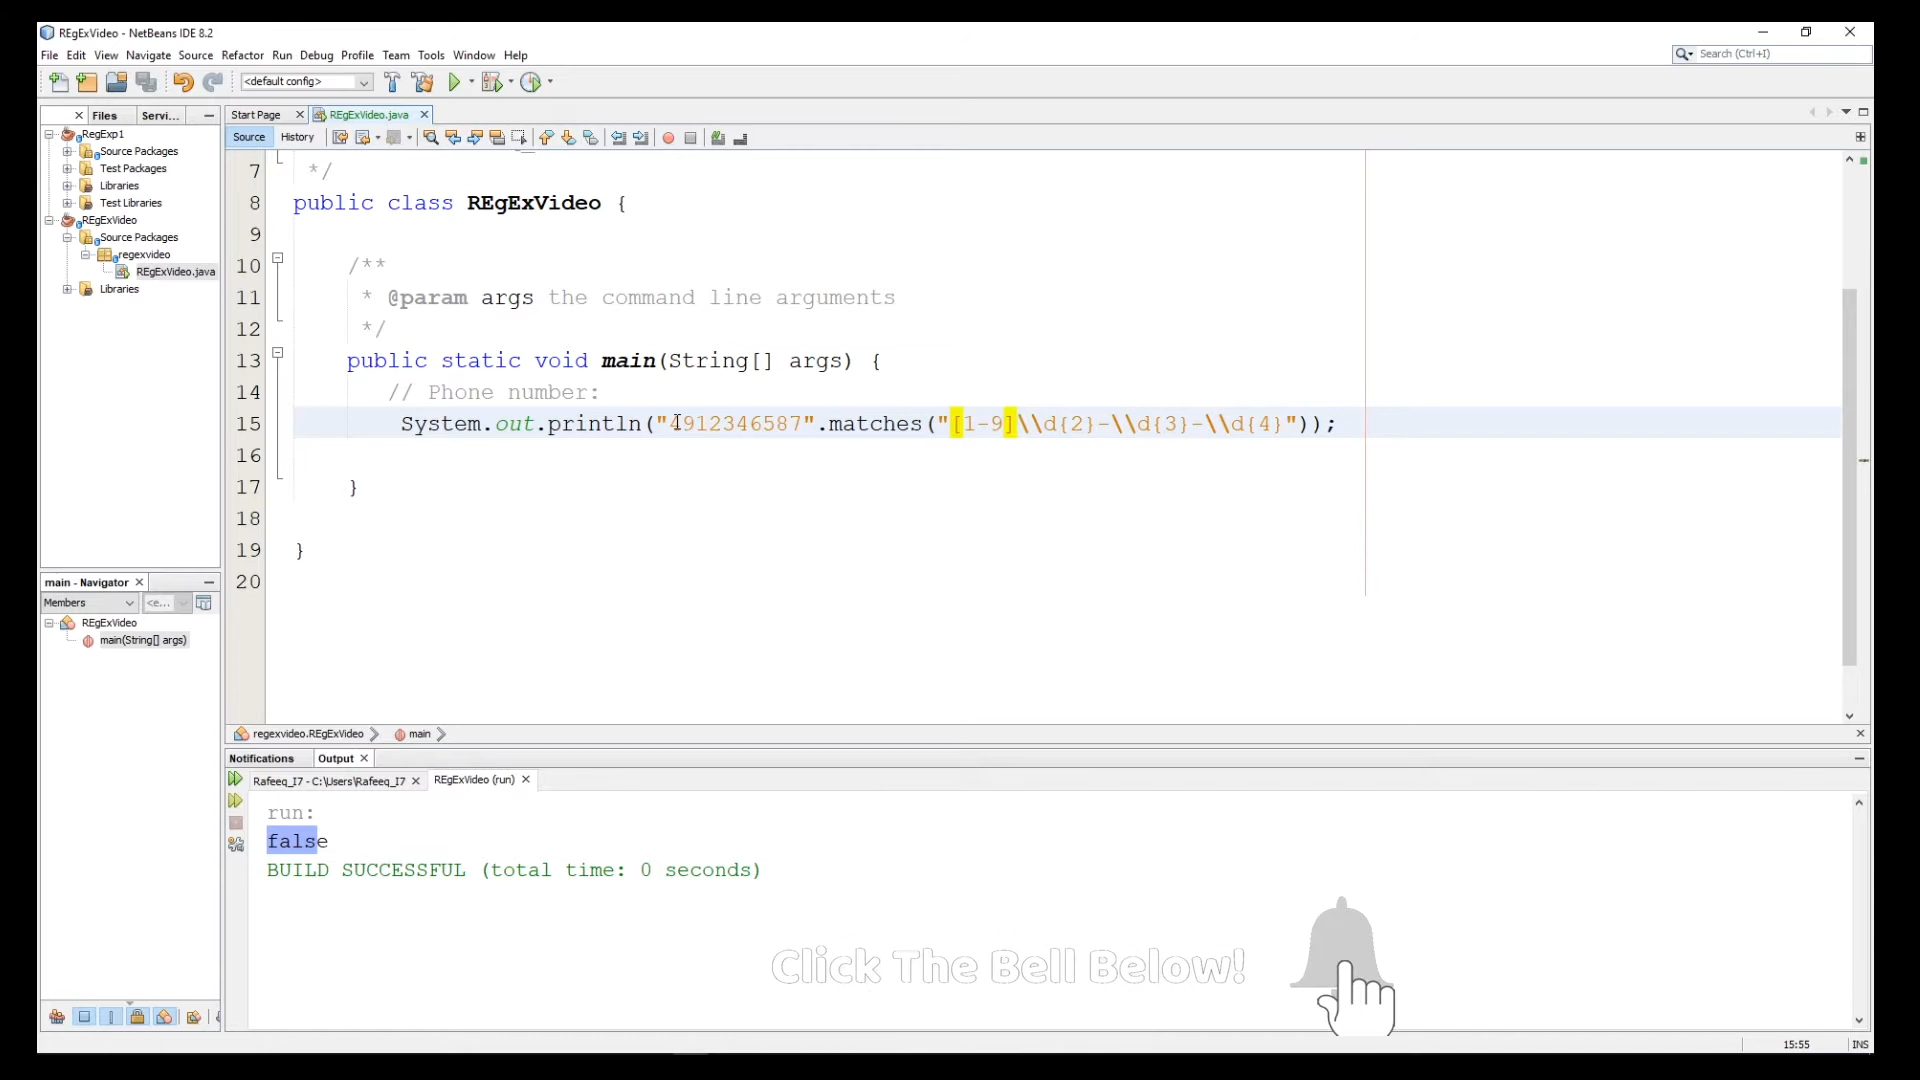 REgExVideo - NetBeans IDE 8.2
File Edit View Navigate Source Refactor Run Debug Profile Team Tools Window Help
Search (Ctrl+I)
<default config>
Files Servi...
Start Page REgExVideo.java
Source History
RegExp1
Source Packages
Test Packages
Libraries
Test Libraries
REgExVideo
Source Packages
regexvideo
REgExVideo.java
Libraries
7 */
8 public class REgExVideo {
9
10 /**
11 * @param args the command line arguments
12 */
13 public static void main(String[] args) {
14 // Phone number:
15 System.out.println("4912346587".matches("[1-9]\\d{2}-\\d{3}-\\d{4}"));
16
17 }
18
19 }
20
main - Navigator
Members <e...
REgExVideo
main(String[] args)
regexvideo.REgExVideo main
Notifications Output
Rafeeq_I7 - C:\Users\Rafeeq_I7 REgExVideo (run)
run:
false
BUILD SUCCESSFUL (total time: 0 seconds)
Click The Bell Below!
15:55 INS